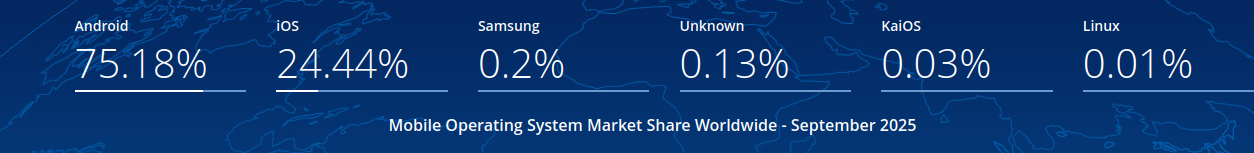 Android iOS Samsung Unknown KaiOS Linux
75.18% 24.44% 0.2% 0.13% 0.03% 0.01%
Mobile Operating System Market Share Worldwide - September 2025